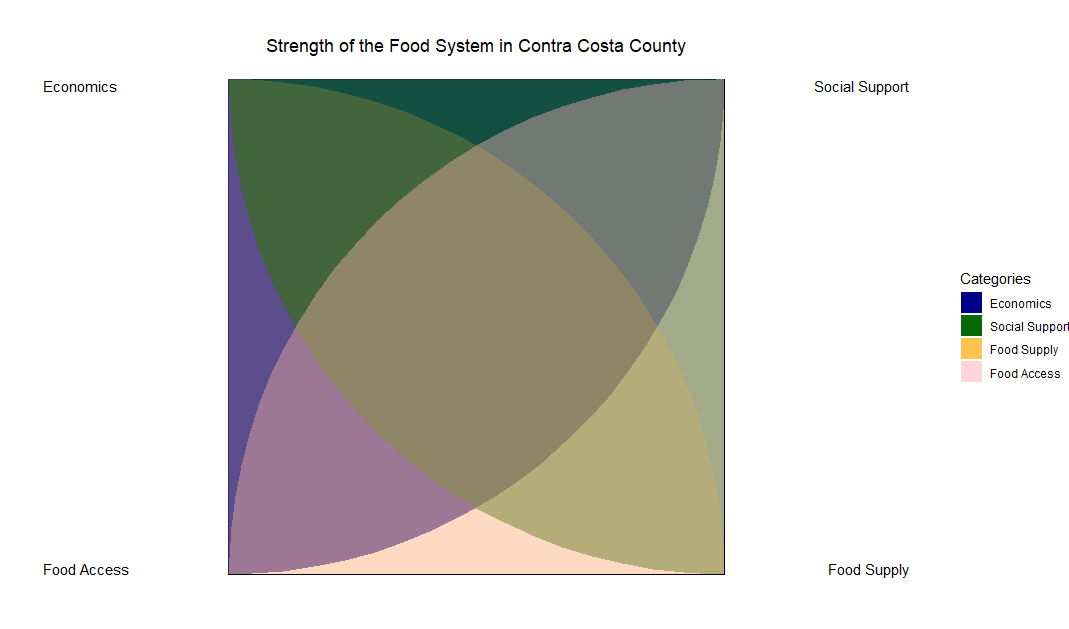 Strength of the Food System in Contra Costa County
Economics
Social Support
Categories
Economics
Social Support
Food Supply
Food Access
Food Access
Food Supply